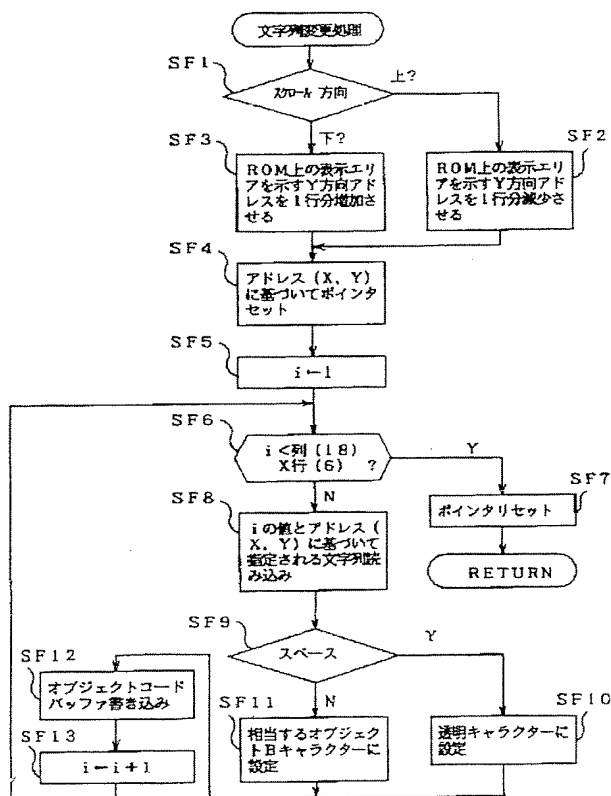 文字列変更処理
SF1
上?
スクロール 方向
下?
SF3
SF2
ROM上の表示エリ
アを示すY方向アド
レスを1行分増加さ
せる
ROM上の表示エリ
アを示すY方向アド
レスを1行分減少さ
せる
SF4
アドレス(X,Y)
に基づいてポインタ
セット
SF5
i←1
SF6
i<列(18)
X行(6) ?
Y
N
SF7
ポインタリセット
RETURN
SF8
iの値とアドレス(
X,Y)に基づいて
指定される文字列読
み込み
SF9
スペース
Y
N
SF12
オブジェクトコード
バッファ書き込み
SF11
相当するオブジェク
トBキャラクターに
設定
SF10
透明キャラクターに
設定
SF13
i←i+1